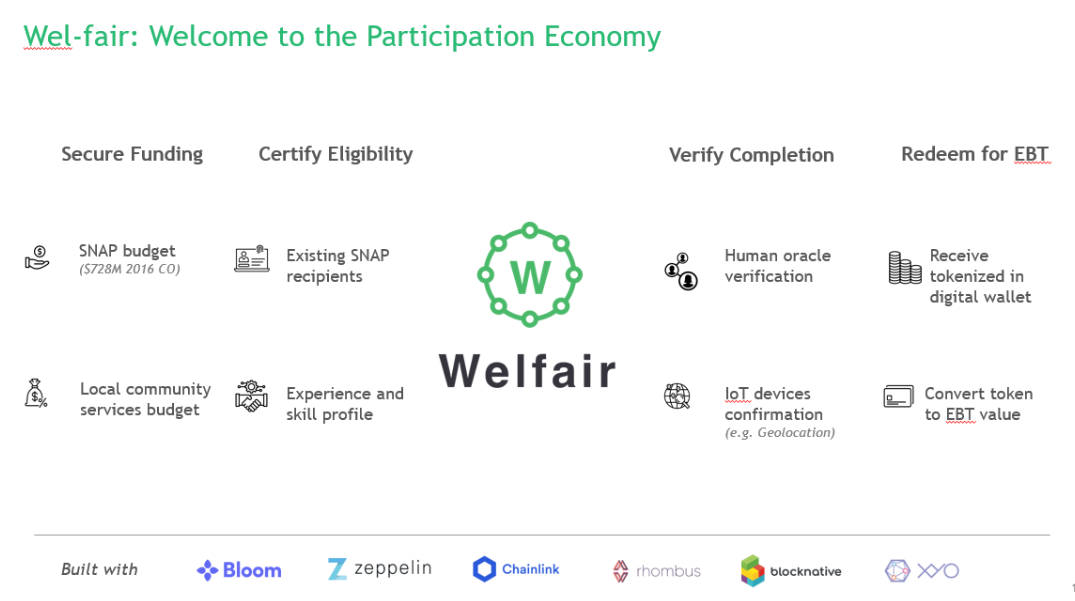 Wel-fair: Welcome to the Participation Economy
Secure Funding
Certify Eligibility
Verify Completion
Redeem for EBT
SNAP budget
($728M 2016 CO)
Existing SNAP
recipients
Human oracle
verification
Receive
tokenized in
digital wallet
W
Welfair
Local community
services budget
Experience and
skill profile
IoT devices
confirmation
(e.g. Geolocation)
Convert token
to EBT value
Built with
Bloom
zeppelin
Chainlink
rhombus
blocknative
XYO
1